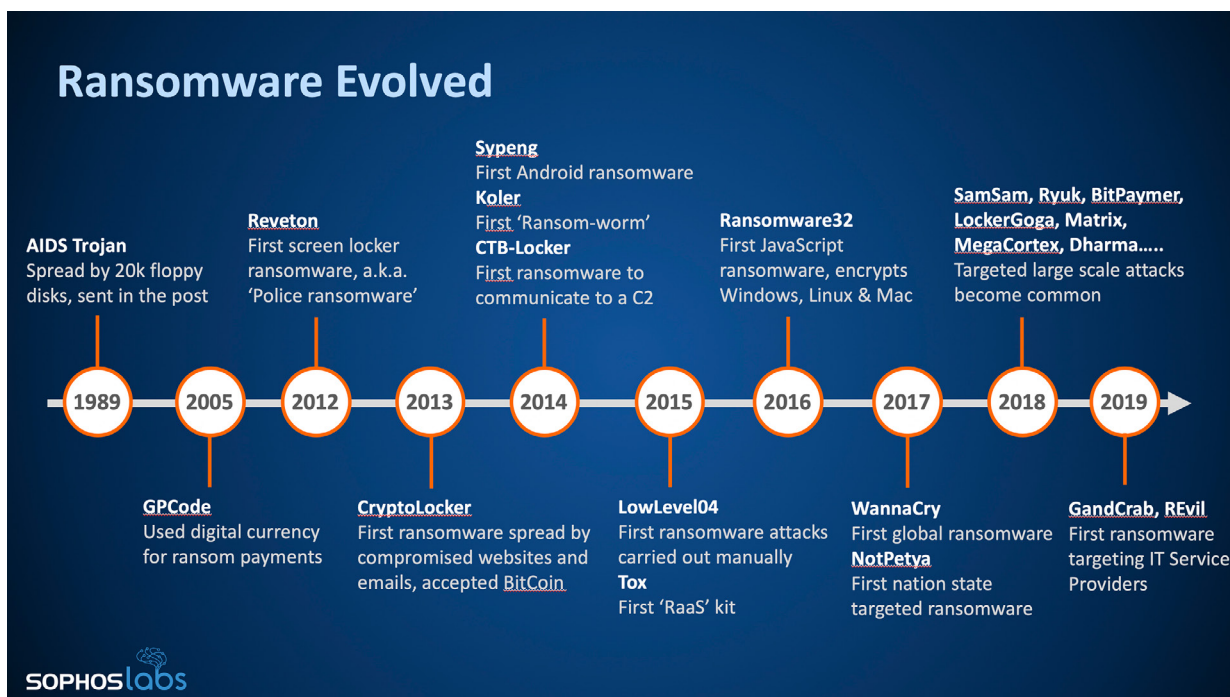 Ransomware Evolved
AIDS Trojan
Spread by 20k floppy
disks, sent in the post
Reveton
First screen locker
ransomware, a.k.a.
‘Police ransomware’
Sypeng
First Android ransomware
Koler
First ‘Ransom-worm’
CTB-Locker
First ransomware to
communicate to a C2
Ransomware32
First JavaScript
ransomware, encrypts
Windows, Linux & Mac
SamSam, Ryuk, BitPaymer,
LockerGoga, Matrix,
MegaCortex, Dharma.....
Targeted large scale attacks
become common
1989
2005
2012
2013
2014
2015
2016
2017
2018
2019
GPCode
Used digital currency
for ransom payments
CryptoLocker
First ransomware spread by
compromised websites and
emails, accepted BitCoin
LowLevel04
First ransomware attacks
carried out manually
Tox
First ‘RaaS’ kit
WannaCry
First global ransomware
NotPetya
First nation state
targeted ransomware
GandCrab, REvil
First ransomware
targeting IT Service
Providers
SOPHOSlabs